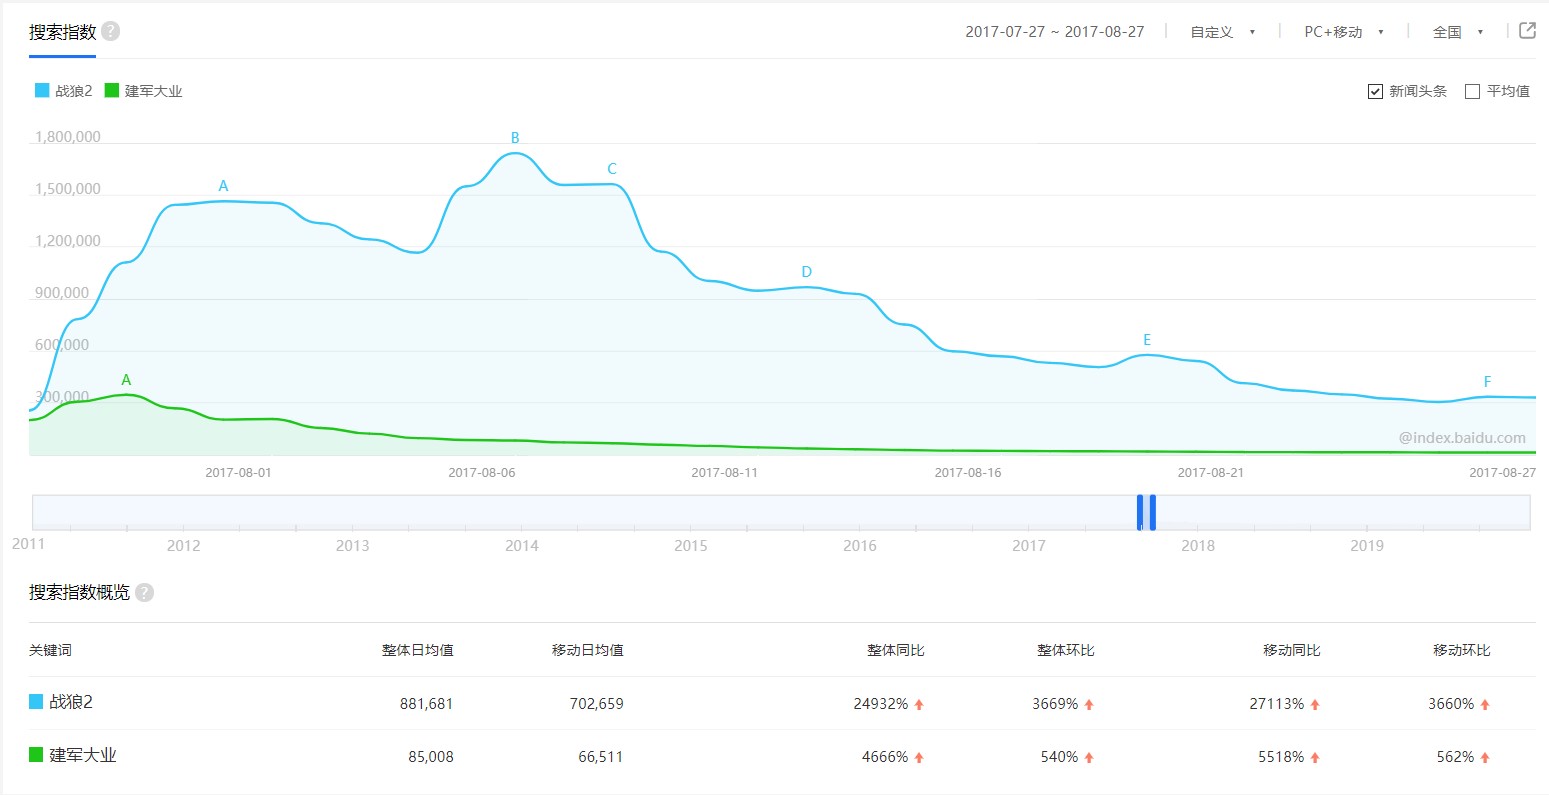 搜索指数 ? 2017-07-27 ~ 2017-08-27 自定义 PC+移动 全国
战狼2 建军大业 新闻头条 平均值
1,800,000
1,500,000
1,200,000
900,000
600,000
300,000
B
C
A
D
E
A
F
@index.baidu.com
2017-08-01 2017-08-06 2017-08-11 2017-08-16 2017-08-21 2017-08-27
2011 2012 2013 2014 2015 2016 2017 2018 2019
搜索指数概览 ?
关键词 整体日均值 移动日均值 整体同比 整体环比 移动同比 移动环比
战狼2 881,681 702,659 24932% 3669% 27113% 3660%
建军大业 85,008 66,511 4666% 540% 5518% 562%